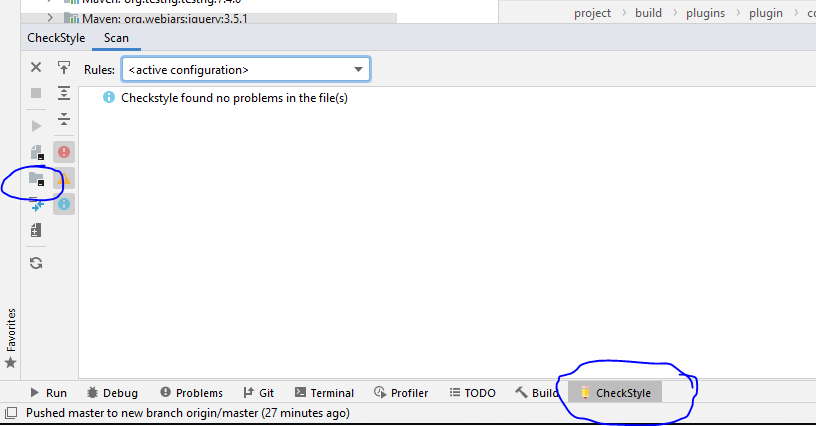 Maven: org.testng:testng:7.4.0
Maven: org.webjars:jquery:3.5.1
project > build > plugins > plugin >
CheckStyle Scan
Rules: <active configuration>
Checkstyle found no problems in the file(s)
Favorites
Run Debug Problems Git Terminal Profiler TODO Build CheckStyle
Pushed master to new branch origin/master (27 minutes ago)